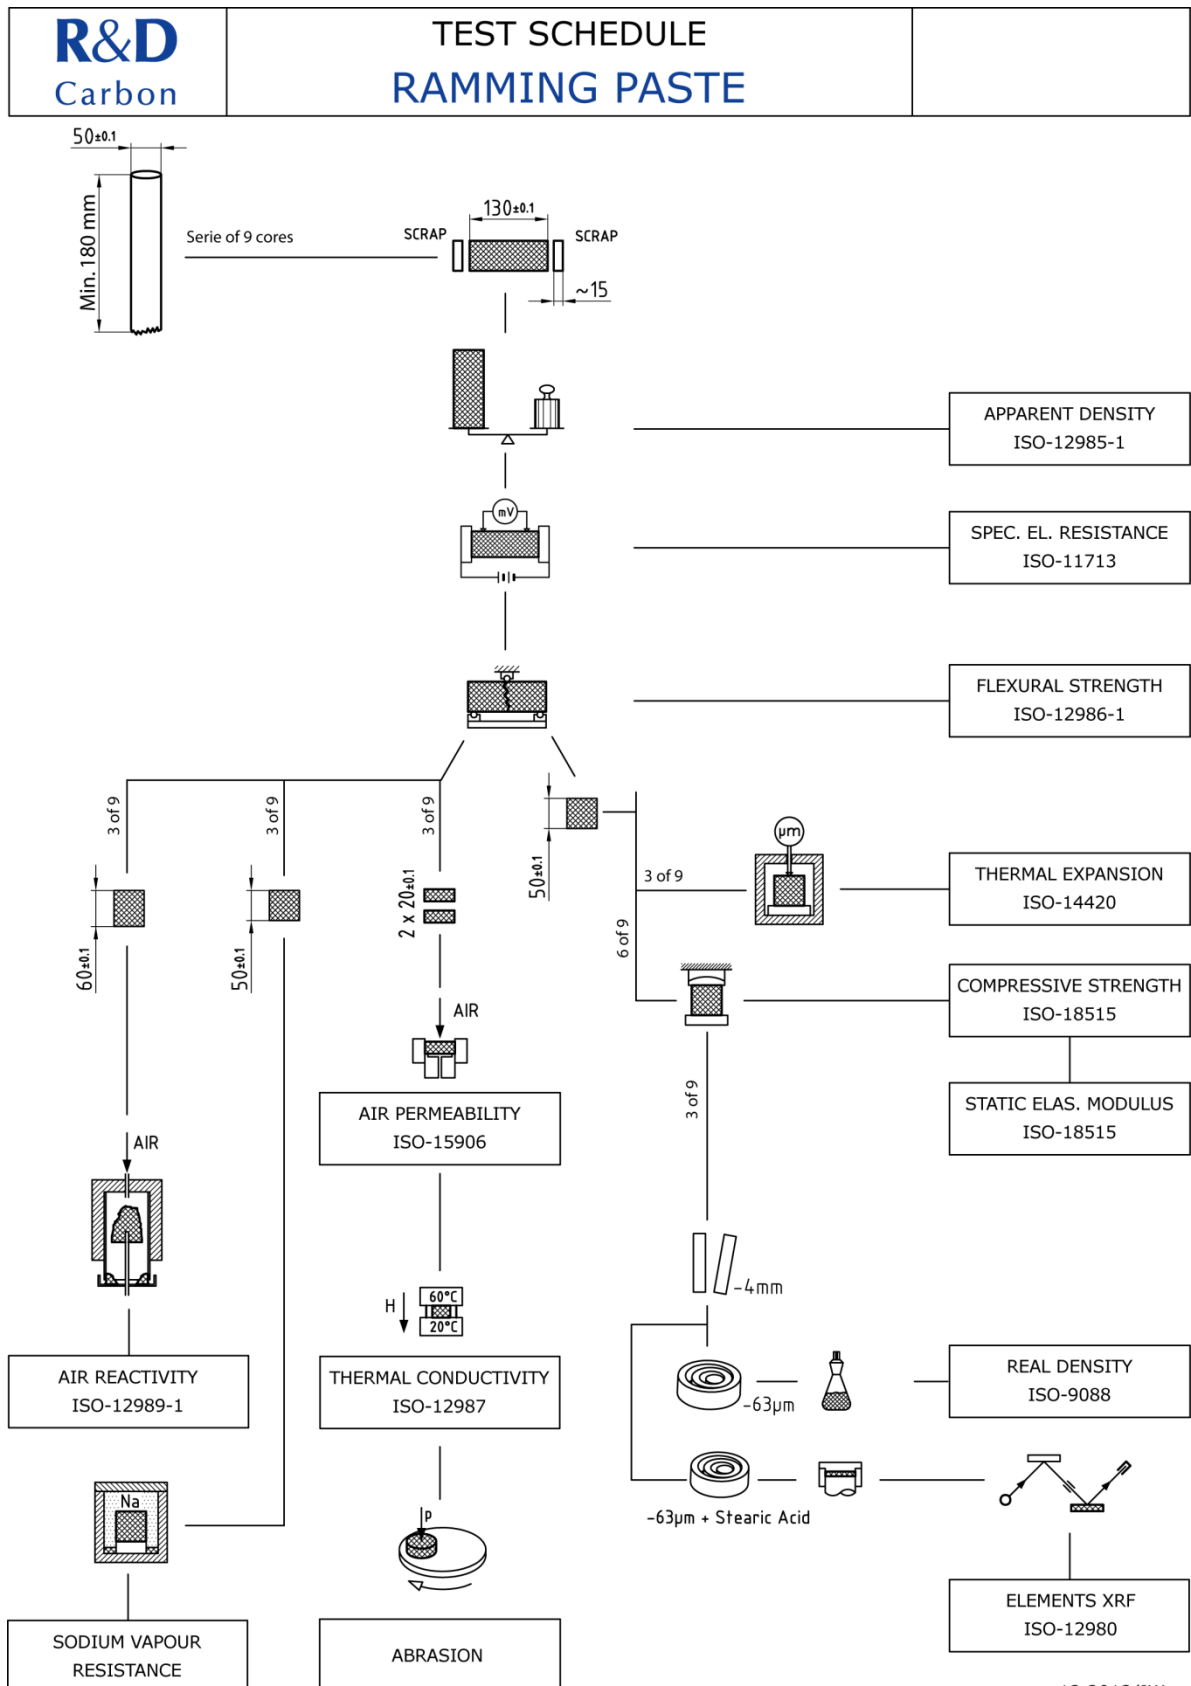 R&D
Carbon
TEST SCHEDULE
RAMMING PASTE
50±0.1
Min. 180 mm
Serie of 9 cores
SCRAP
130±0.1
SCRAP
~15
APPARENT DENSITY
ISO-12985-1
mV
SPEC. EL. RESISTANCE
ISO-11713
FLEXURAL STRENGTH
ISO-12986-1
3 of 9
3 of 9
3 of 9
50±0.1
µm
3 of 9
6 of 9
THERMAL EXPANSION
ISO-14420
60±0.1
50±0.1
2 x 20±0.1
COMPRESSIVE STRENGTH
ISO-18515
AIR
3 of 9
STATIC ELAS. MODULUS
ISO-18515
AIR PERMEABILITY
ISO-15906
AIR
-4mm
H
60°C
20°C
AIR REACTIVITY
ISO-12989-1
THERMAL CONDUCTIVITY
ISO-12987
-63µm
REAL DENSITY
ISO-9088
Na
p
-63µm + Stearic Acid
ELEMENTS XRF
ISO-12980
SODIUM VAPOUR
RESISTANCE
ABRASION